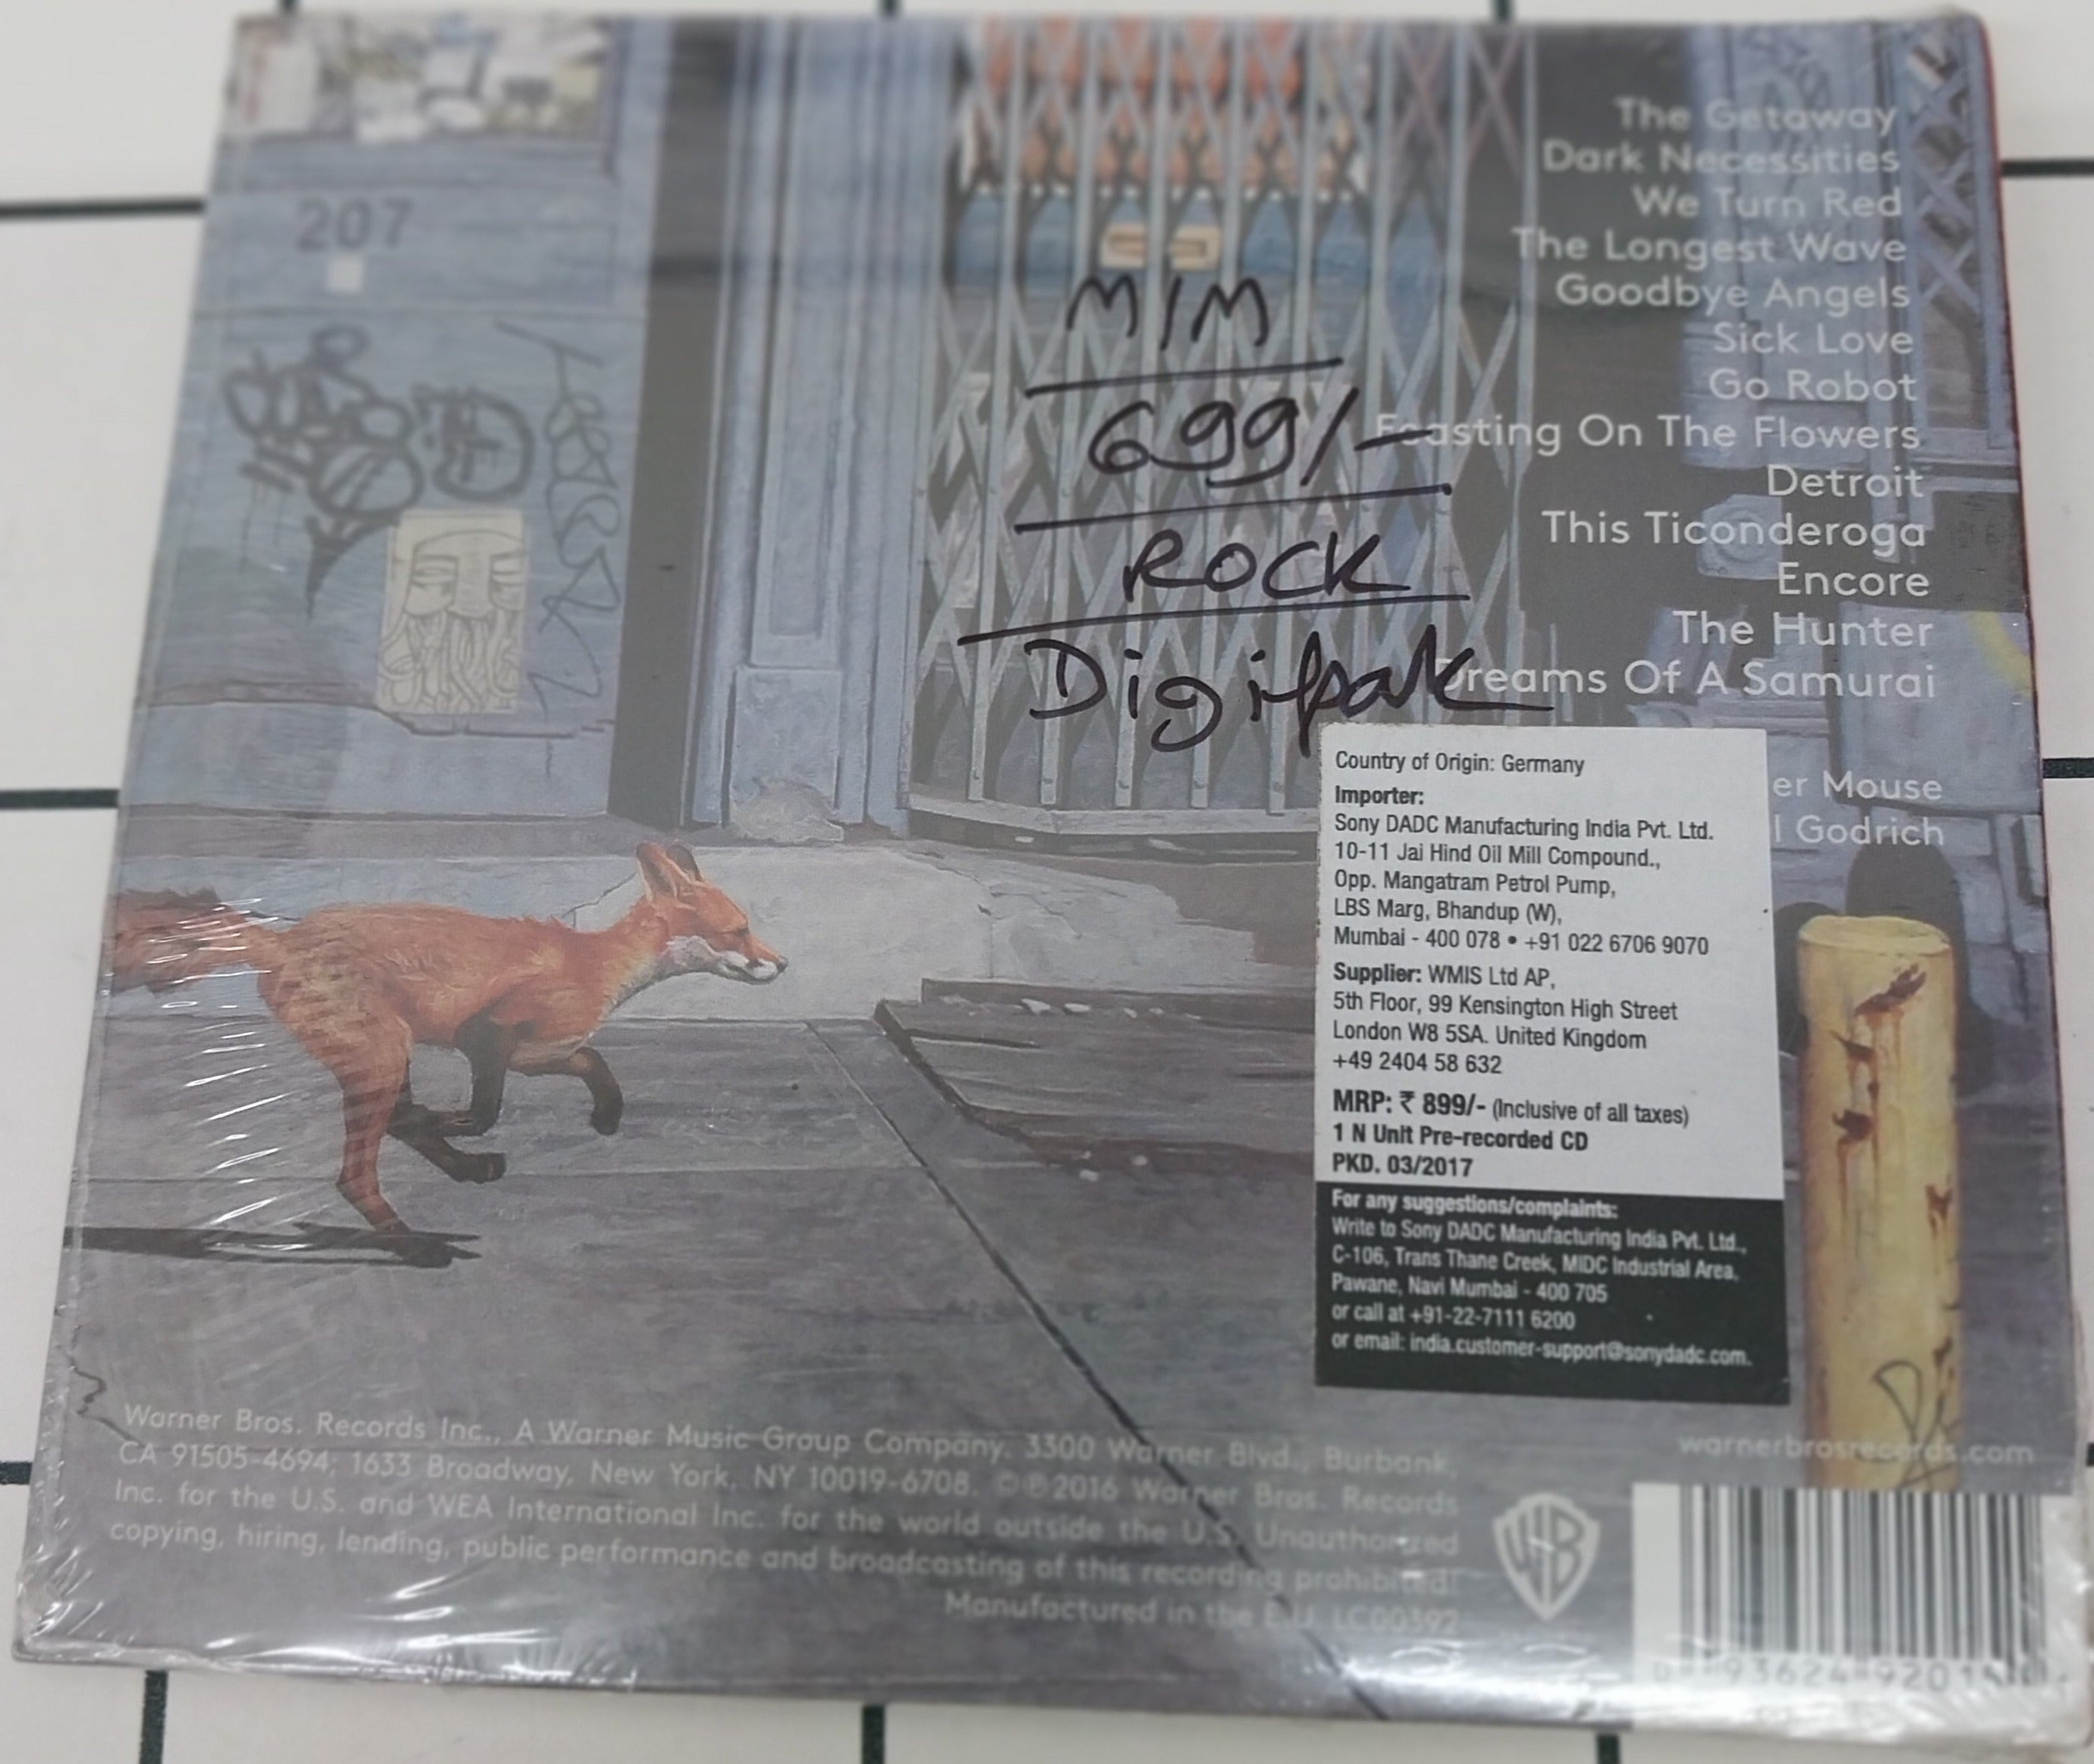 207
The Getaway
Dark Necessities
We Turn Red
The Longest Wave
Goodbye Angels
Sick Love
Go Robot
Feasting On The Flowers
Detroit
This Ticonderoga
Encore
The Hunter
Dreams Of A Samurai
er Mouse
l Godrich
M/M
699/-
ROCK
Digipak
Country of Origin: Germany
Importer:
Sony DADC Manufacturing India Pvt. Ltd.
10-11 Jai Hind Oil Mill Compound.,
Opp. Mangatram Petrol Pump,
LBS Marg, Bhandup (W),
Mumbai - 400 078 • +91 022 6706 9070
Supplier: WMIS Ltd AP,
5th Floor, 99 Kensington High Street
London W8 5SA. United Kingdom
+49 2404 58 632
MRP: ₹ 899/- (Inclusive of all taxes)
1 N Unit Pre-recorded CD
PKD. 03/2017
For any suggestions/complaints:
Write to Sony DADC Manufacturing India Pvt. Ltd.,
C-106, Trans Thane Creek, MIDC Industrial Area,
Pawane, Navi Mumbai - 400 705
or call at +91-22-7111 6200
or email: india.customer-support@sonydadc.com.
warnerbrosrecords.com
Warner Bros. Records Inc., A Warner Music Group Company. 3300 Warner Blvd., Burbank,
CA 91505-4694; 1633 Broadway, New York, NY 10019-6708. ©℗2016 Warner Bros. Records
Inc. for the U.S. and WEA International Inc. for the world outside the U.S. Unauthorized
copying, hiring, lending, public performance and broadcasting of this recording prohibited.
Manufactured in the E.U. LC00392
WB